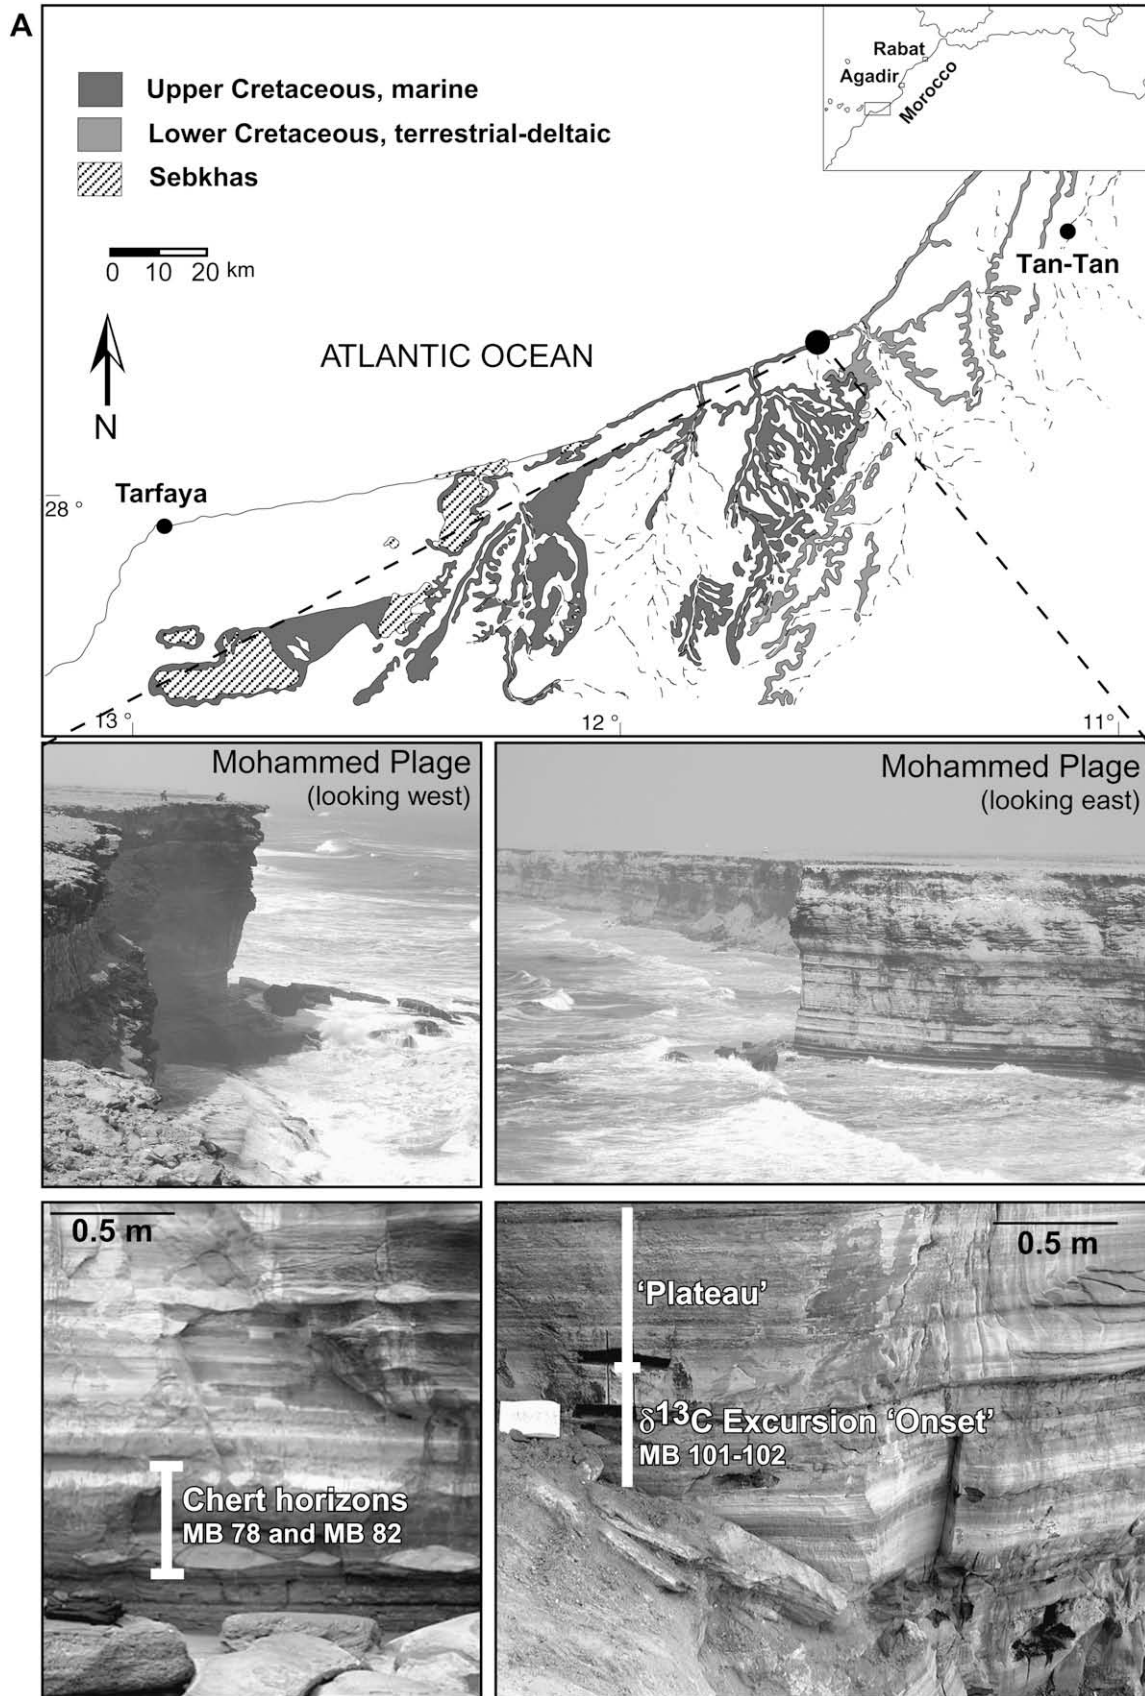 A
Rabat
Agadir
Morocco
Upper Cretaceous, marine
Lower Cretaceous, terrestrial-deltaic
Sebkhas
0 10 20 km
N
ATLANTIC OCEAN
Tan-Tan
28 °
Tarfaya
13 ° 12 ° 11°
Mohammed Plage
(looking west)
Mohammed Plage
(looking east)
0.5 m
Chert horizons
MB 78 and MB 82
0.5 m
‘Plateau’
δ13C Excursion ‘Onset’
MB 101-102